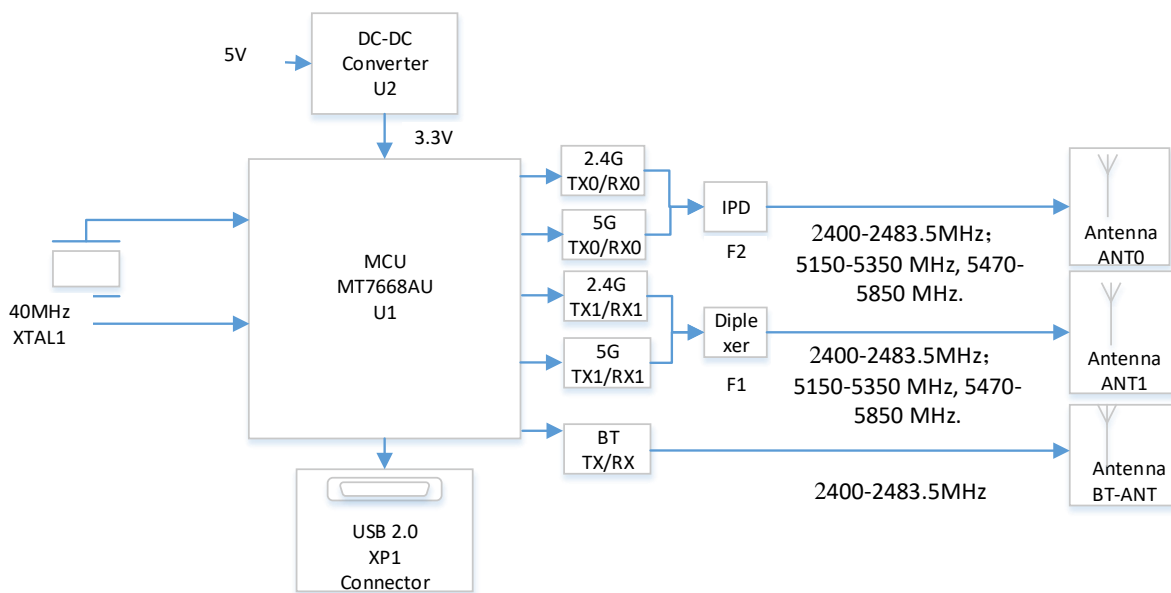 5V
DC-DC
Converter
U2
3.3V
40MHz
XTAL1
MCU
MT7668AU
U1
2.4G
TX0/RX0
5G
TX0/RX0
2.4G
TX1/RX1
5G
TX1/RX1
BT
TX/RX
IPD
F2
Diple
xer
F1
2400-2483.5MHz；
5150-5350 MHz, 5470-
5850 MHz.
2400-2483.5MHz；
5150-5350 MHz, 5470-
5850 MHz.
2400-2483.5MHz
Antenna
ANT0
Antenna
ANT1
Antenna
BT-ANT
USB 2.0
XP1
Connector